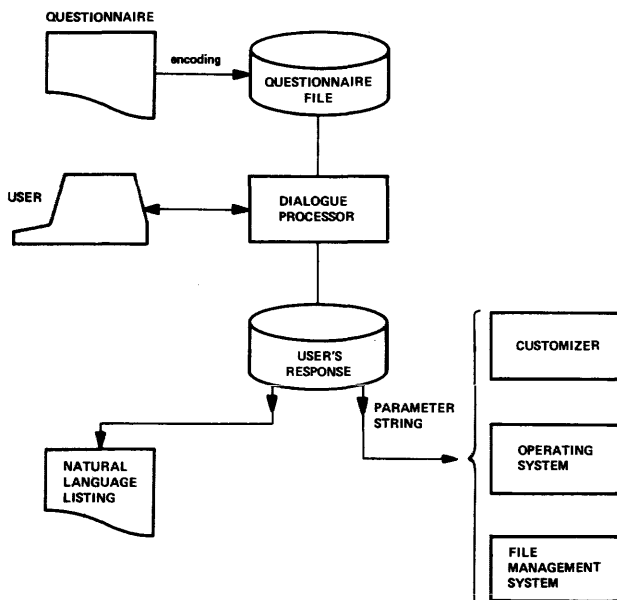 QUESTIONNAIRE
encoding
QUESTIONNAIRE
FILE
USER
DIALOGUE
PROCESSOR
USER'S
RESPONSE
PARAMETER
STRING
NATURAL
LANGUAGE
LISTING
CUSTOMIZER
OPERATING
SYSTEM
FILE
MANAGEMENT
SYSTEM